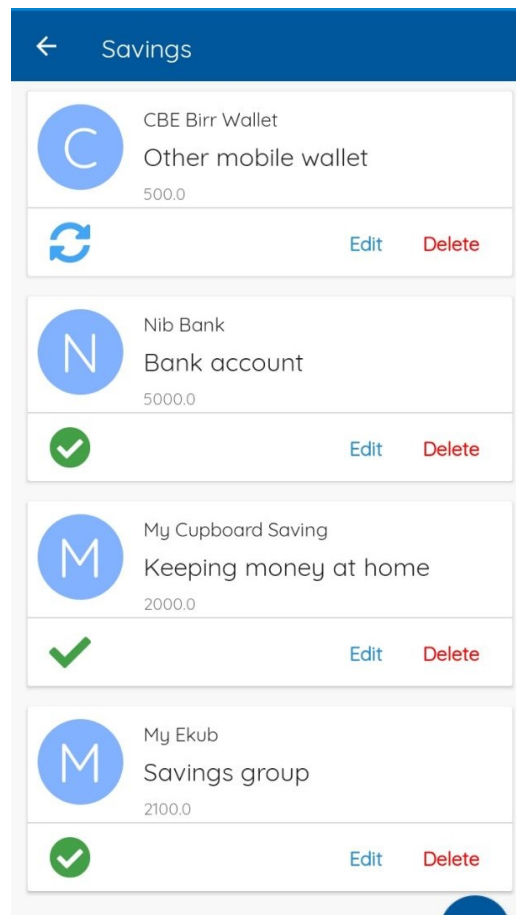 Savings
C
CBE Birr Wallet
Other mobile wallet
500.0
Edit Delete
N
Nib Bank
Bank account
5000.0
Edit Delete
M
My Cupboard Saving
Keeping money at home
2000.0
Edit Delete
M
My Ekub
Savings group
2100.0
Edit Delete